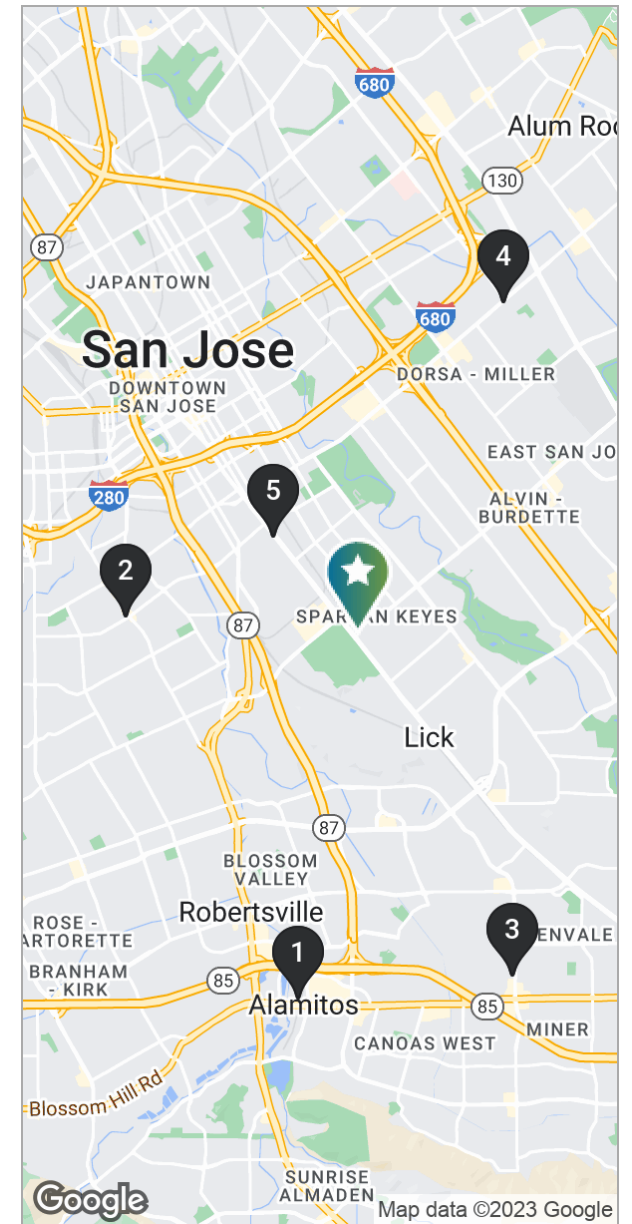 680
Alum Roc
130
87
4
JAPANTOWN
680
San Jose
DORSA - MILLER
DOWNTOWN
SAN JOSE
EAST SAN JO
5
280
ALVIN -
BURDETTE
2
SPARTAN KEYES
87
Lick
87
BLOSSOM
VALLEY
Robertsville
ROSE -
ARTORETTE
3
ENVALE
1
BRANHAM
- KIRK
85
Alamitos
85
MINER
CANOAS WEST
Blossom Hill Rd
SUNRISE
ALMADEN
Google
Map data ©2023 Google